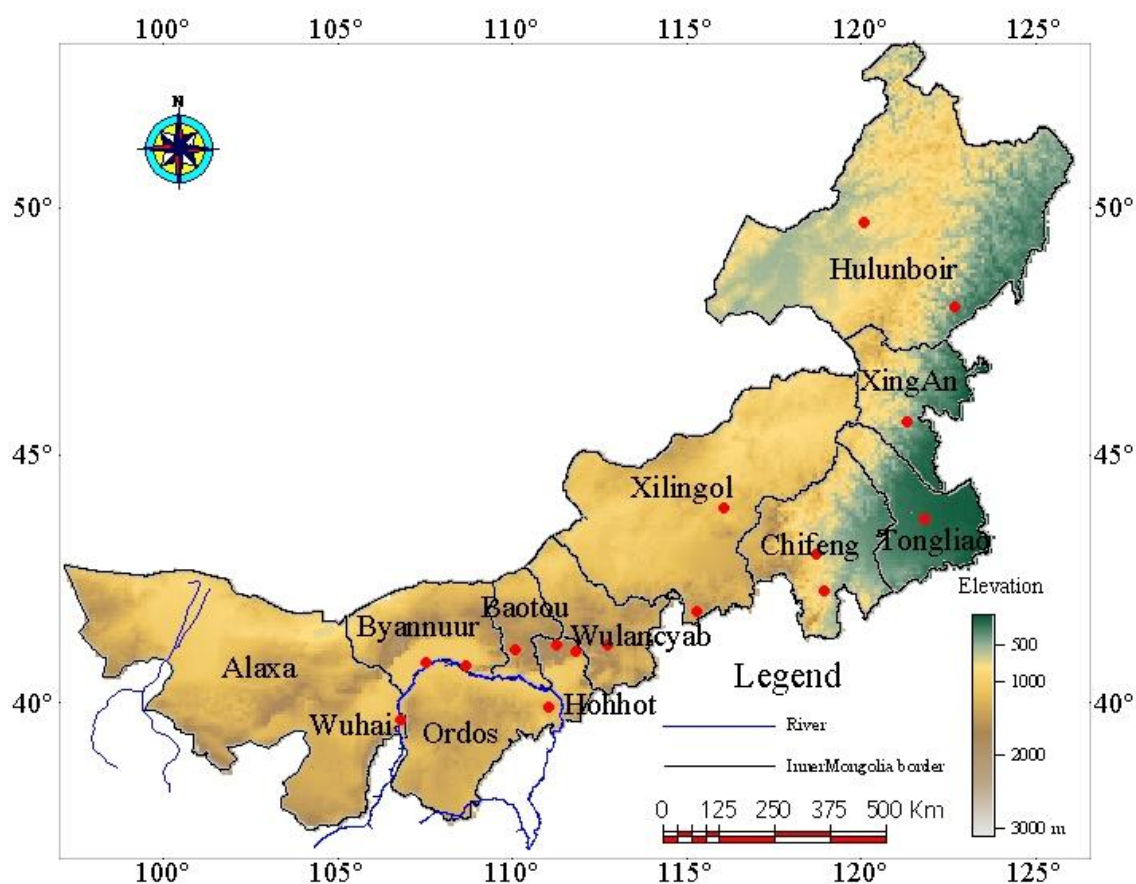 100° 105° 110° 115° 120° 125°
N
50° 50°
Hulunboir
XingAn
45° 45°
Xilingol
Chifeng Tongliao
Elevation
Baotou
Byannuur Wulancyab 500
Alaxa Legend 1000
40° 40°
Wuhai Ordos Hohhot
River
2000
InnerMongolia border
0 125 250 375 500 Km
3000 m
100° 105° 110° 115° 120° 125°